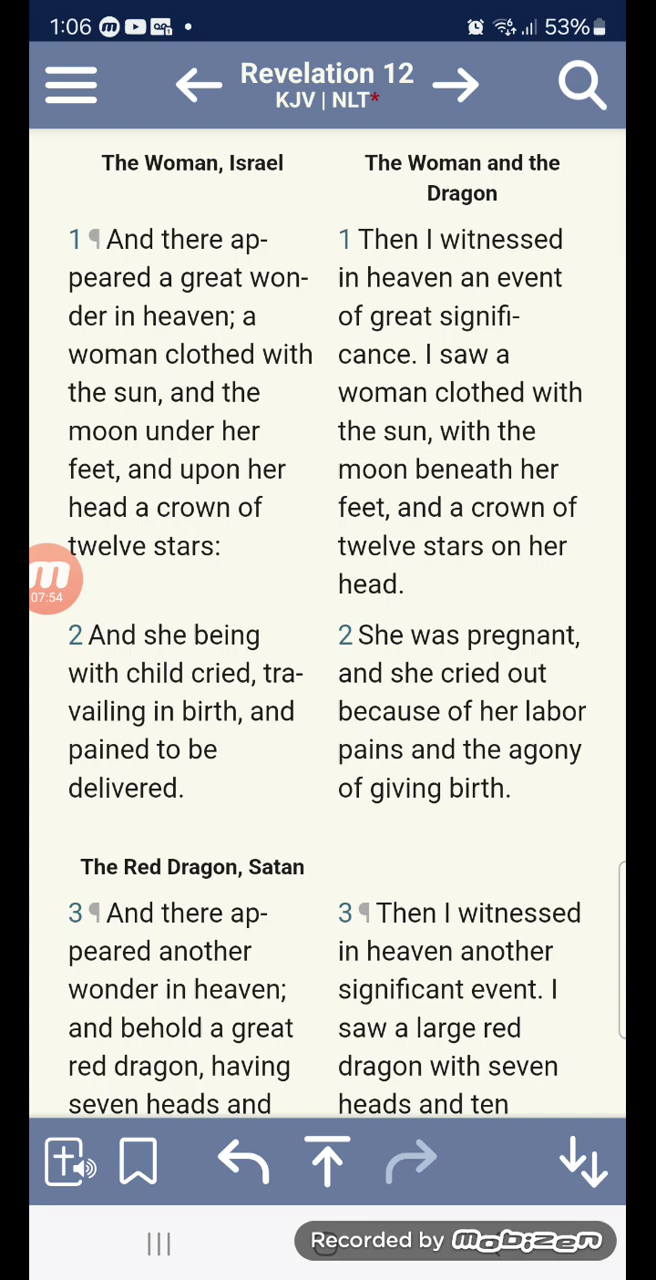 1:06 53%
Revelation 12
KJV | NLT*
The Woman, Israel
1 ¶ And there ap-
peared a great won-
der in heaven; a
woman clothed with
the sun, and the
moon under her
feet, and upon her
head a crown of
twelve stars:
2 And she being
with child cried, tra-
vailing in birth, and
pained to be
delivered.
The Red Dragon, Satan
3 ¶ And there ap-
peared another
wonder in heaven;
and behold a great
red dragon, having
seven heads and
The Woman and the
Dragon
1 Then I witnessed
in heaven an event
of great signifi-
cance. I saw a
woman clothed with
the sun, with the
moon beneath her
feet, and a crown of
twelve stars on her
head.
2 She was pregnant,
and she cried out
because of her labor
pains and the agony
of giving birth.
3 ¶ Then I witnessed
in heaven another
significant event. I
saw a large red
dragon with seven
heads and ten
m
07:54
Recorded by mobizen